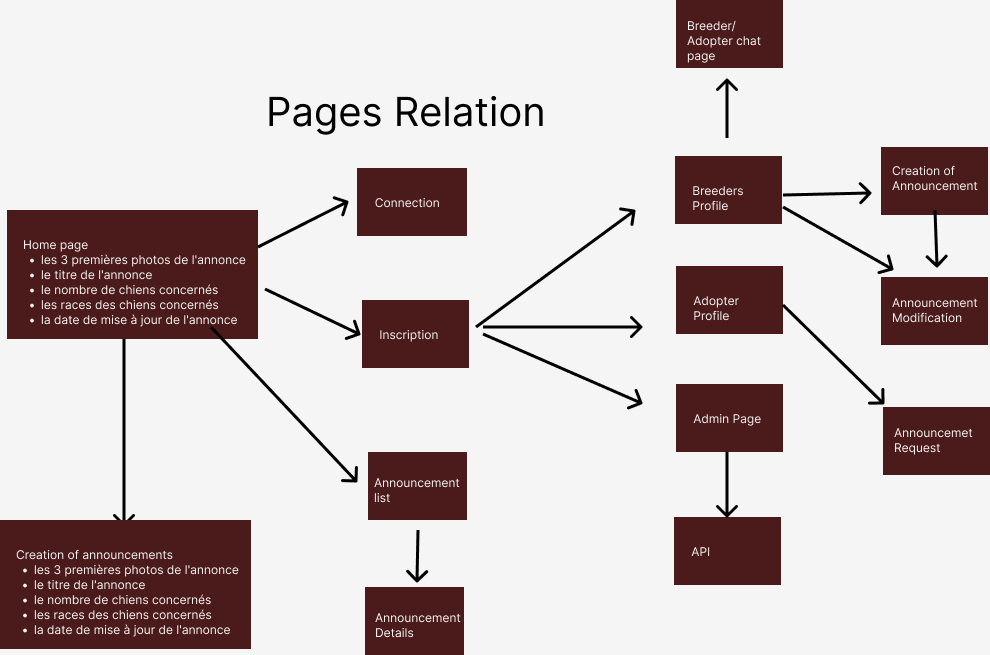 Breeder/
Adopter chat
page
Pages Relation
Connection
Breeders
Profile
Creation of
Announcement
Home page
• les 3 premières photos de l'annonce
• le titre de l'annonce
• le nombre de chiens concernés
• les races des chiens concernés
• la date de mise à jour de l'annonce
Inscription
Adopter
Profile
Announcement
Modification
Admin Page
Announcemet
Request
Announcement
list
API
Creation of announcements
• les 3 premières photos de l'annonce
• le titre de l'annonce
• le nombre de chiens concernés
• les races des chiens concernés
• la date de mise à jour de l'annonce
Announcement
Details